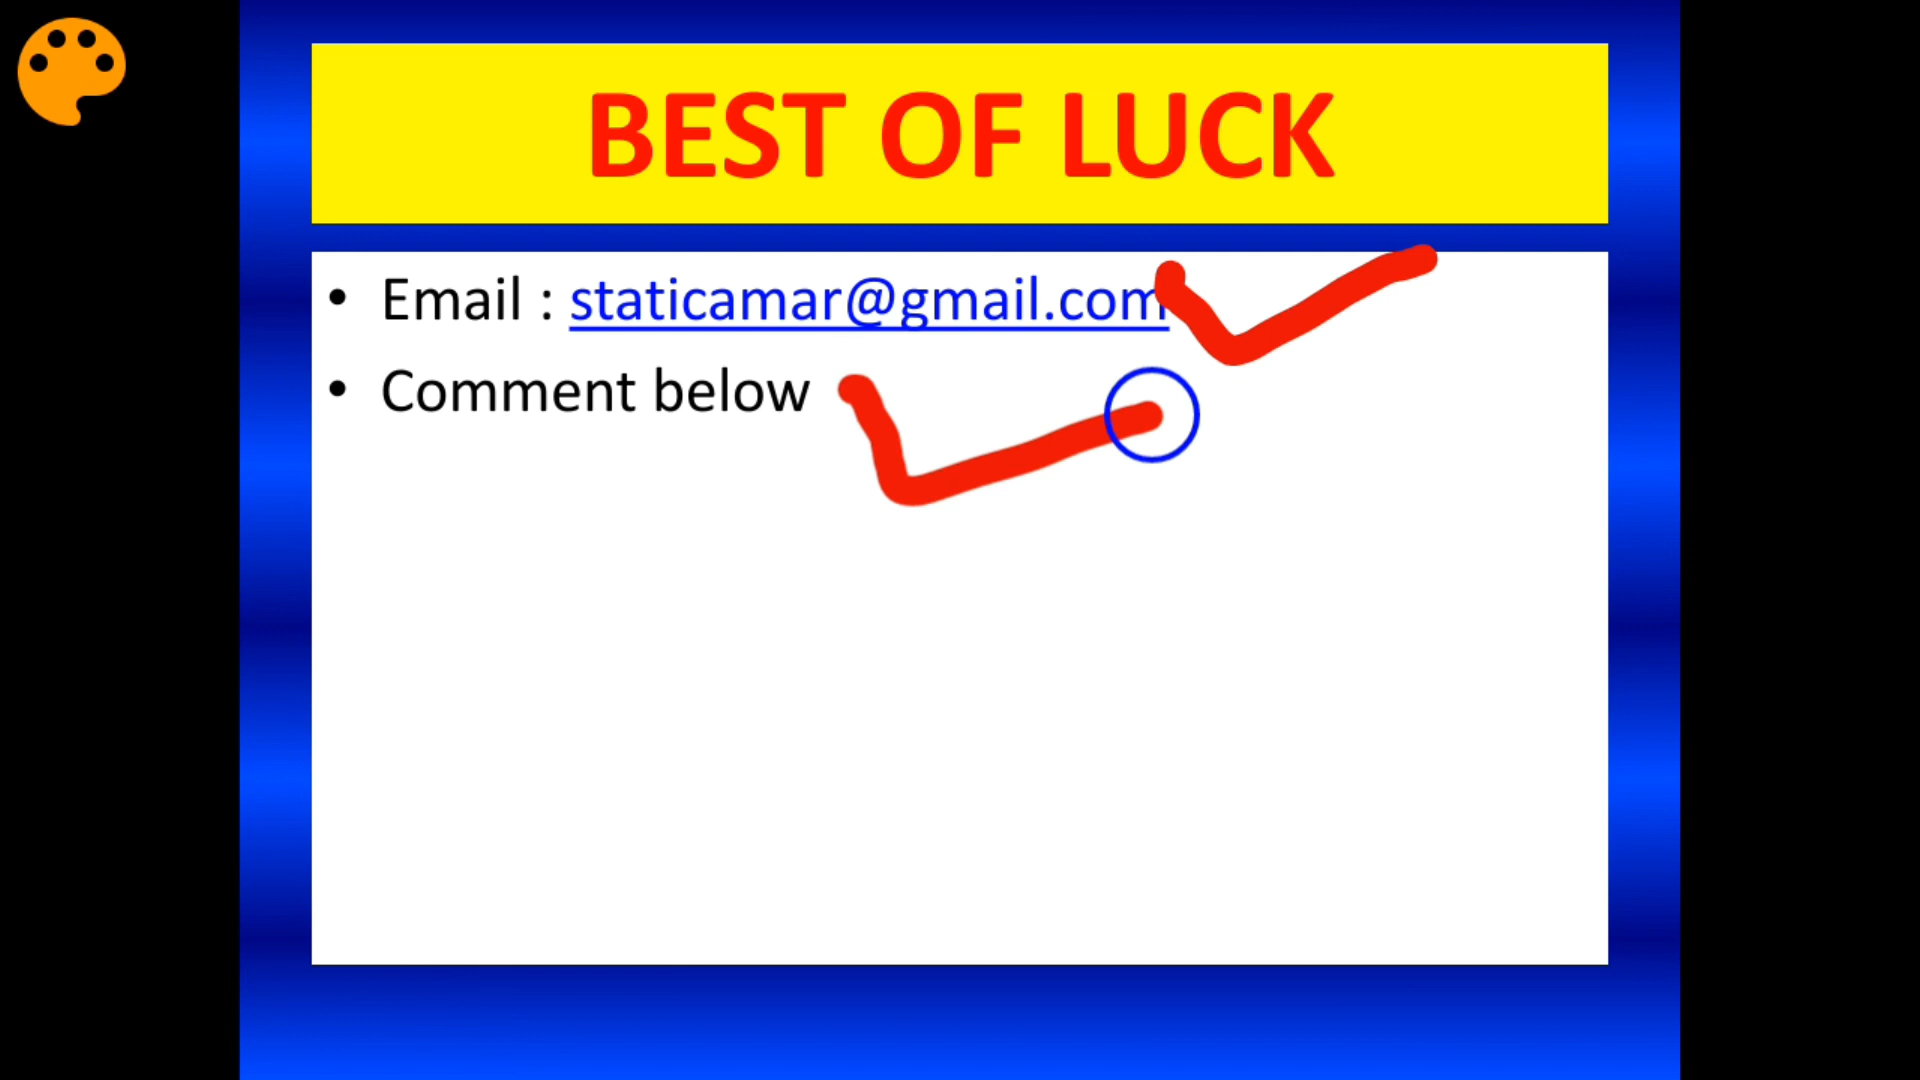 BEST OF LUCK
• Email : staticamar@gmail.com
• Comment below